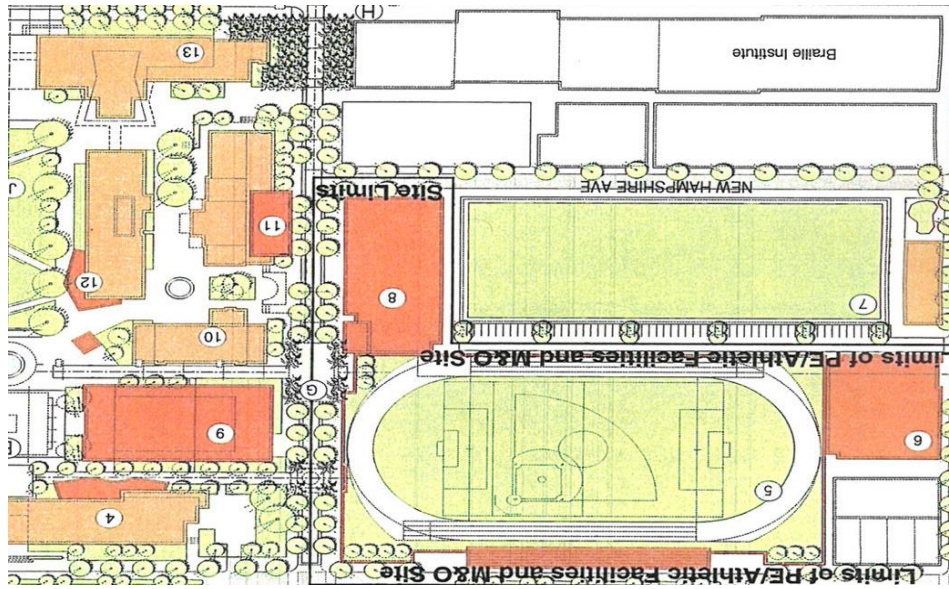 Limits of PE/Athletic Facilities and M&O Site
4
5
6
9
G
Limits of PE/Athletic Facilities and M&O Site
10
7
8
12
11
J
NEW HAMPSHIRE AVE
Site Limits
Braille Institute
13
(H)